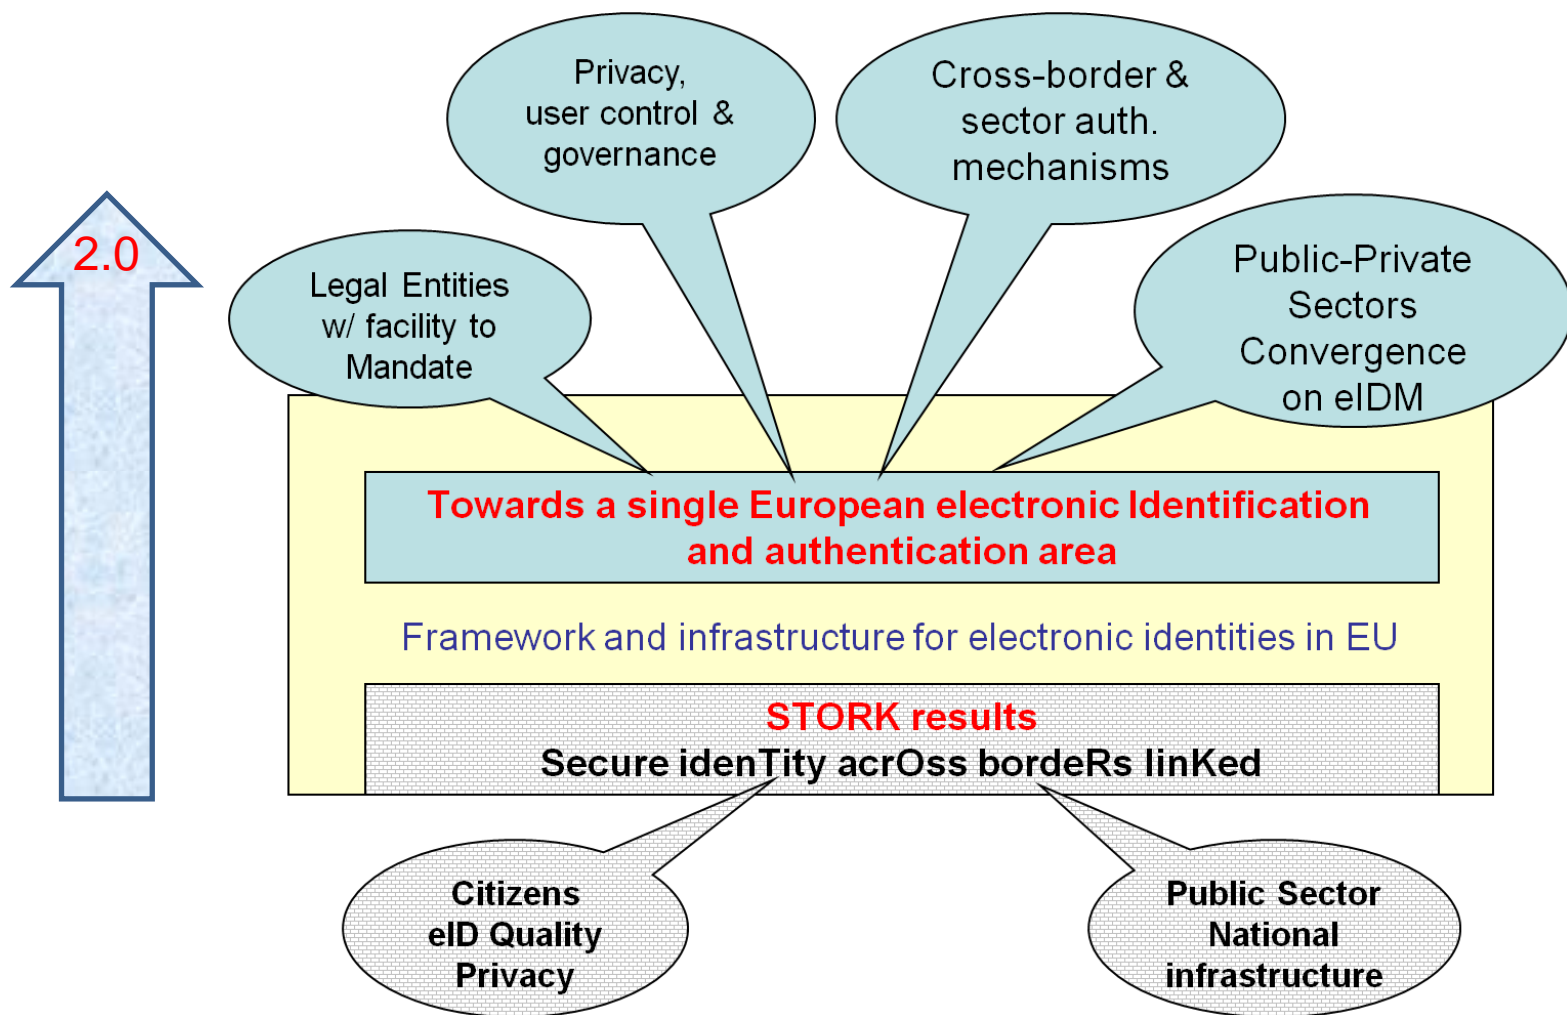 Privacy,
user control &
governance
Cross-border &
sector auth.
mechanisms
2.0
Legal Entities
w/ facility to
Mandate
Public-Private
Sectors
Convergence
on eIDM
Towards a single European electronic Identification
and authentication area
Framework and infrastructure for electronic identities in EU
STORK results
Secure idenTity acrOss bordeRs linKed
Citizens
eID Quality
Privacy
Public Sector
National
infrastructure